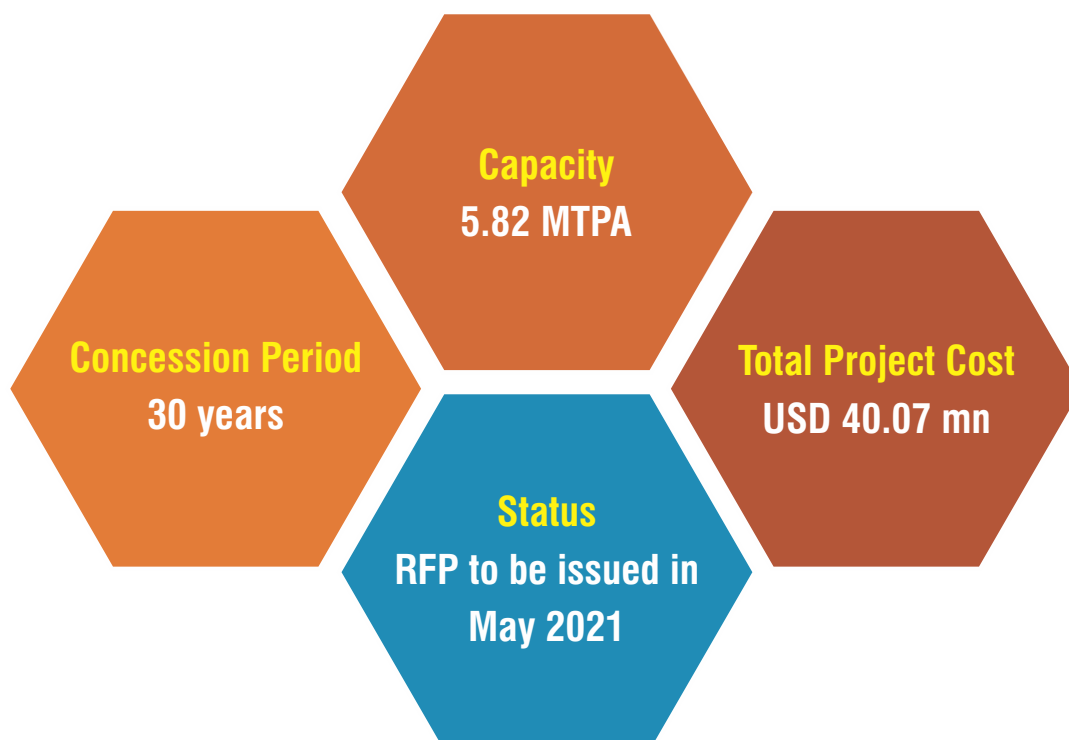 Capacity
5.82 MTPA
Concession Period
30 years
Total Project Cost
USD 40.07 mn
Status
RFP to be issued in
May 2021